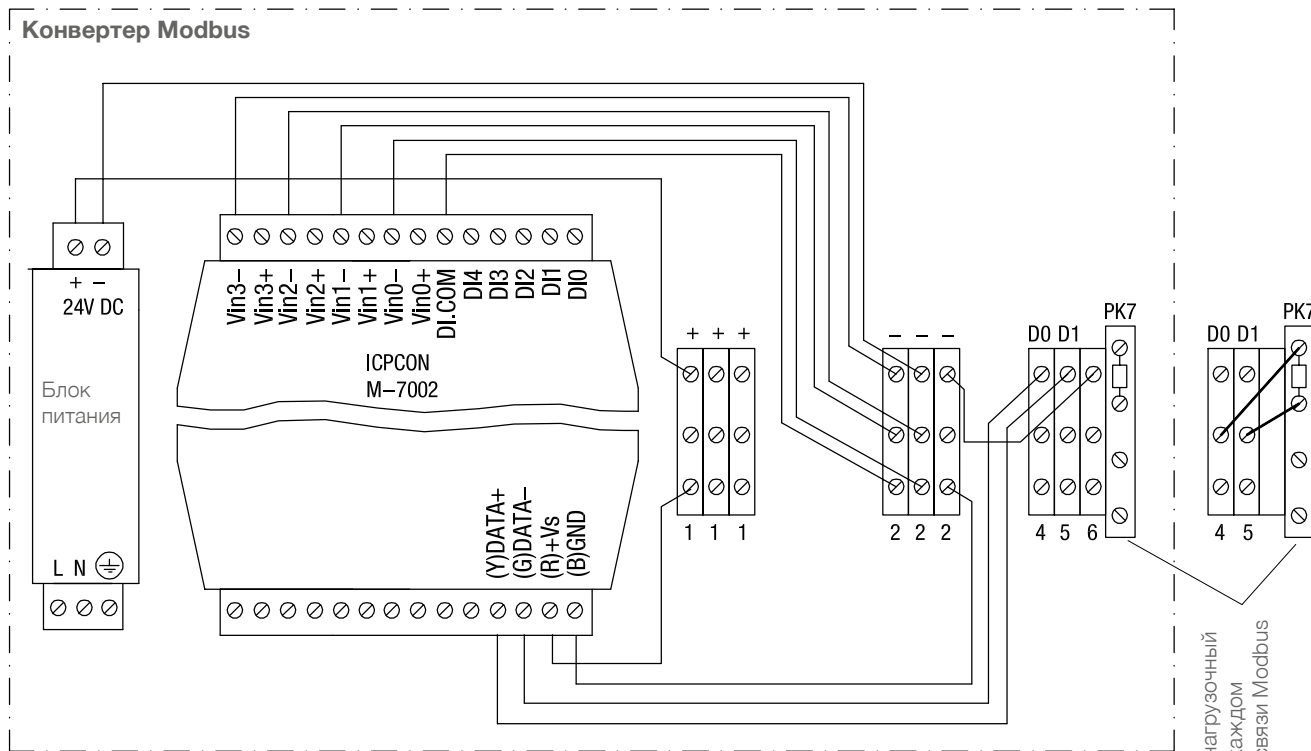 Конвертер Modbus
+ −
24V DC
Блок
питания
L N
Vin3−
Vin3+
Vin2−
Vin2+
Vin1−
Vin1+
Vin0−
Vin0+
DI.COM
DI4
DI3
DI2
DI1
DI0
ICPCON
M−7002
(Y)DATA+
(G)DATA−
(R)+Vs
(B)GND
+ + +
1 1 1
− − −
2 2 2
D0 D1
PK7
4 5 6
D0 D1
PK7
4 5
нагрузочный
каждом
связи Modbus